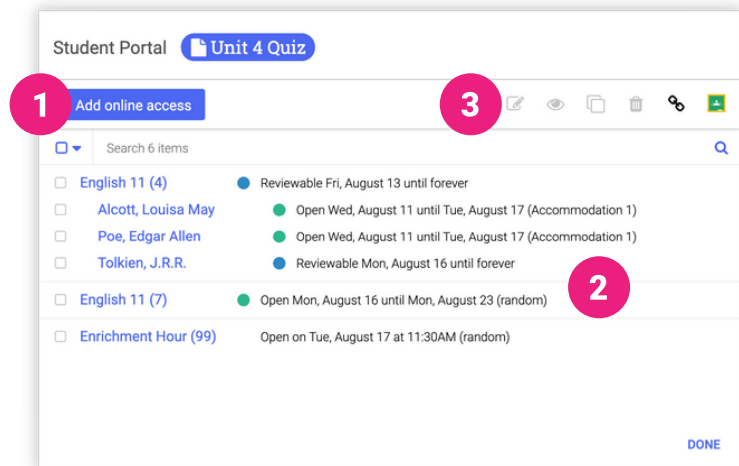 Student Portal Unit 4 Quiz
1 Add online access 3
Search 6 items
English 11 (4) Reviewable Fri, August 13 until forever
Alcott, Louisa May Open Wed, August 11 until Tue, August 17 (Accommodation 1)
Poe, Edgar Allen Open Wed, August 11 until Tue, August 17 (Accommodation 1)
Tolkien, J.R.R. Reviewable Mon, August 16 until forever
English 11 (7) Open Mon, August 16 until Mon, August 23 (random) 2
Enrichment Hour (99) Open on Tue, August 17 at 11:30AM (random)
DONE